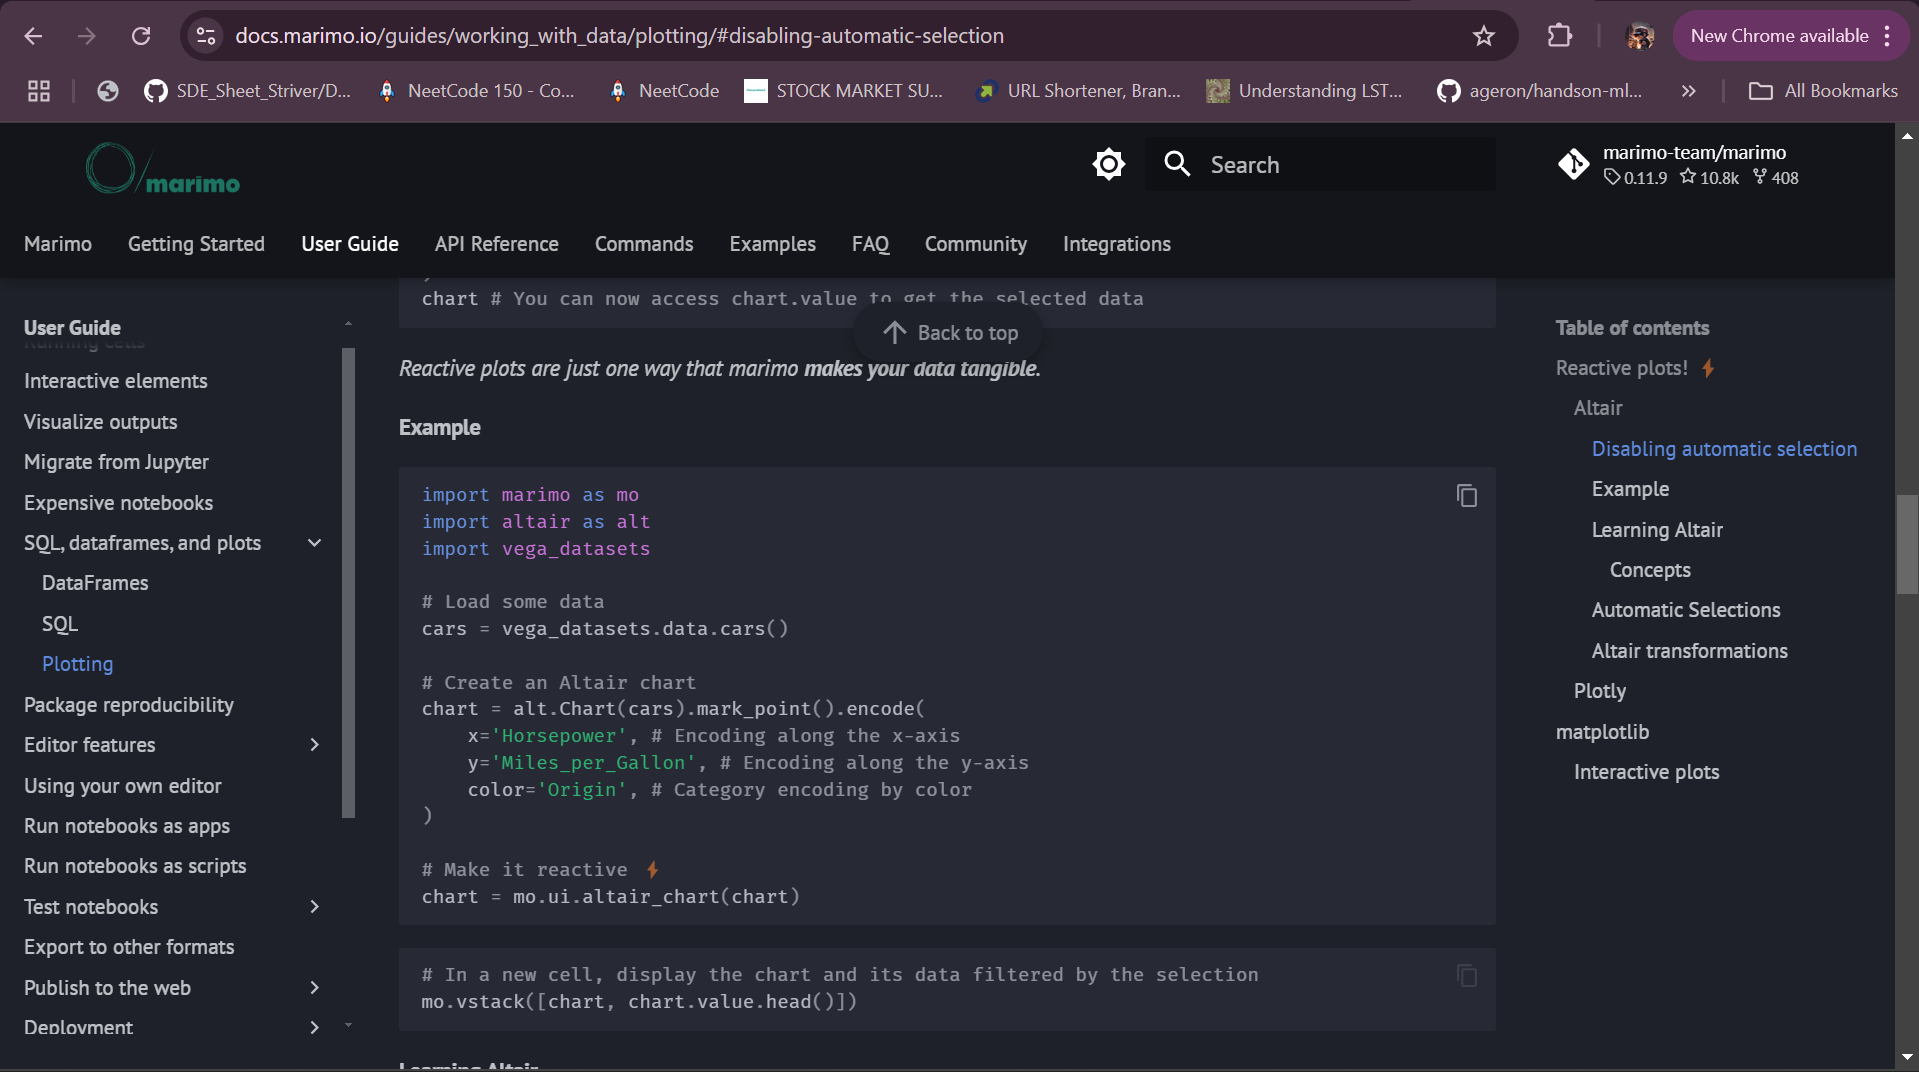 docs.marimo.io/guides/working_with_data/plotting/#disabling-automatic-selection
New Chrome available
SDE_Sheet_Striver/D...
NeetCode 150 - Co...
NeetCode
STOCK MARKET SU...
URL Shortener, Bran...
Understanding LST...
ageron/handson-ml...
All Bookmarks
marimo
Search
marimo-team/marimo
0.11.9 10.8k 408
Marimo
Getting Started
User Guide
API Reference
Commands
Examples
FAQ
Community
Integrations
User Guide
Running cells
Interactive elements
Visualize outputs
Migrate from Jupyter
Expensive notebooks
SQL, dataframes, and plots
DataFrames
SQL
Plotting
Package reproducibility
Editor features
Using your own editor
Run notebooks as apps
Run notebooks as scripts
Test notebooks
Export to other formats
Publish to the web
Deployment
)
chart # You can now access chart.value to get the selected data
Back to top
Reactive plots are just one way that marimo makes your data tangible.
Example
import marimo as mo
import altair as alt
import vega_datasets
# Load some data
cars = vega_datasets.data.cars()
# Create an Altair chart
chart = alt.Chart(cars).mark_point().encode(
    x='Horsepower', # Encoding along the x-axis
    y='Miles_per_Gallon', # Encoding along the y-axis
    color='Origin', # Category encoding by color
)
# Make it reactive ⚡
chart = mo.ui.altair_chart(chart)
# In a new cell, display the chart and its data filtered by the selection
mo.vstack([chart, chart.value.head()])
Learning Altair
Table of contents
Reactive plots! ⚡
Altair
Disabling automatic selection
Example
Learning Altair
Concepts
Automatic Selections
Altair transformations
Plotly
matplotlib
Interactive plots